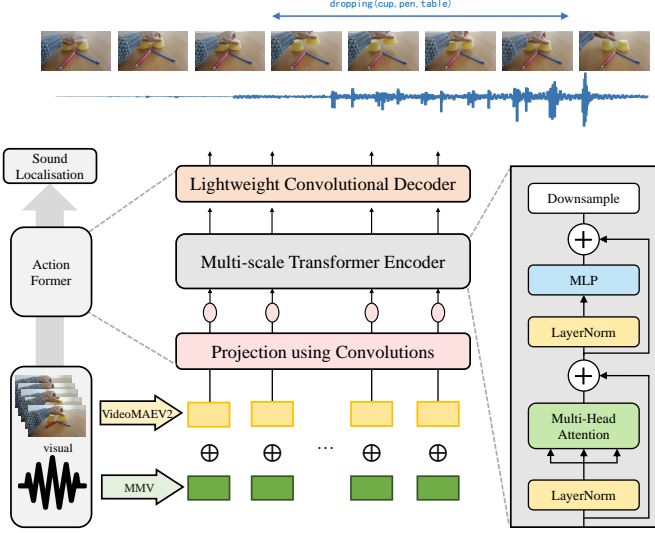 dropping(cup,pen,table)
Sound
Localisation
Action
Former
visual
Lightweight Convolutional Decoder
Multi-scale Transformer Encoder
Projection using Convolutions
VideoMAEV2
...
MMV
Downsample
MLP
LayerNorm
Multi-Head
Attention
LayerNorm